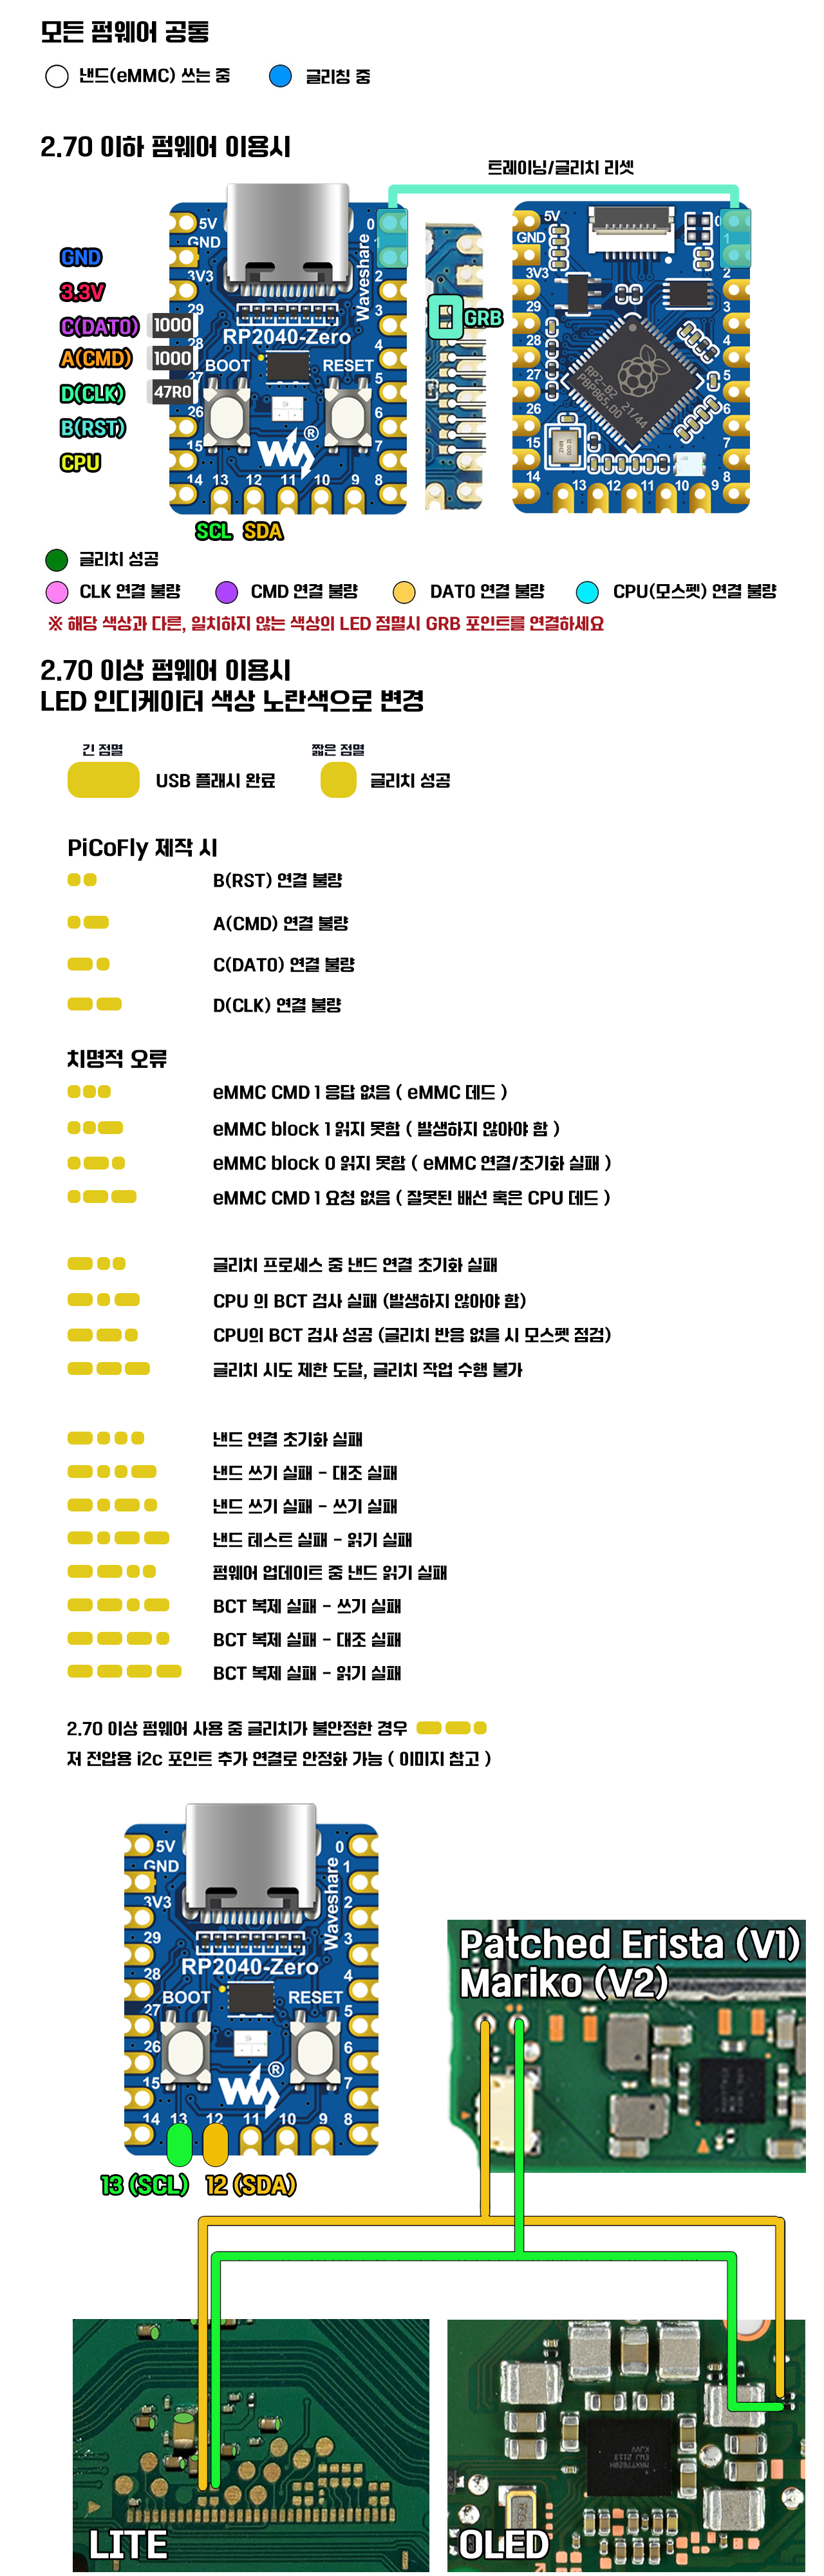 모든 펌웨어 공통
낸드(eMMC) 쓰는 중
글리칭 중
2.70 이하 펌웨어 이용시
트레이닝/글리치 리셋
GND
3.3V
C(DAT0)
A(CMD)
D(CLK)
B(RST)
CPU
1000
1000
47R0
5V
GND
3V3
29
28
27
26
15
14
13
12
11
10
9
8
7
6
5
4
3
2
0
Waveshare
RP2040-Zero
BOOT
RESET
®
SCL
SDA
GRB
5V
GND
3V3
29
28
27
26
15
14
13
12
11
10
9
8
7
6
5
4
3
2
1
0
RP2-B2
21/44
글리치 성공
CLK 연결 불량
CMD 연결 불량
DAT0 연결 불량
CPU(모스펫) 연결 불량
※ 해당 색상과 다른, 일치하지 않는 색상의 LED 점멸시 GRB 포인트를 연결하세요
2.70 이상 펌웨어 이용시
LED 인디케이터 색상 노란색으로 변경
긴 점멸
짧은 점멸
USB 플래시 완료
글리치 성공
PiCoFly 제작 시
B(RST) 연결 불량
A(CMD) 연결 불량
C(DAT0) 연결 불량
D(CLK) 연결 불량
치명적 오류
eMMC CMD 1 응답 없음 ( eMMC 데드 )
eMMC block 1 읽지 못함 ( 발생하지 않아야 함 )
eMMC block 0 읽지 못함 ( eMMC 연결/초기화 실패 )
eMMC CMD 1 요청 없음 ( 잘못된 배선 혹은 CPU 데드 )
글리치 프로세스 중 낸드 연결 초기화 실패
CPU 의 BCT 검사 실패 (발생하지 않아야 함)
CPU의 BCT 검사 성공 (글리치 반응 없을 시 모스펫 점검)
글리치 시도 제한 도달, 글리치 작업 수행 불가
낸드 연결 초기화 실패
낸드 쓰기 실패 - 대조 실패
낸드 쓰기 실패 - 쓰기 실패
낸드 테스트 실패 - 읽기 실패
펌웨어 업데이트 중 낸드 읽기 실패
BCT 복제 실패 - 쓰기 실패
BCT 복제 실패 - 대조 실패
BCT 복제 실패 - 읽기 실패
2.70 이상 펌웨어 사용 중 글리치가 불안정한 경우
저 전압용 i2c 포인트 추가 연결로 안정화 가능 ( 이미지 참고 )
5V
GND
3V3
29
28
27
26
15
14
13
12
11
10
9
8
7
6
5
4
3
2
1
0
Waveshare
RP2040-Zero
BOOT
RESET
®
13 (SCL)
12 (SDA)
Patched Erista (V1)
Mariko (V2)
LITE
OLED